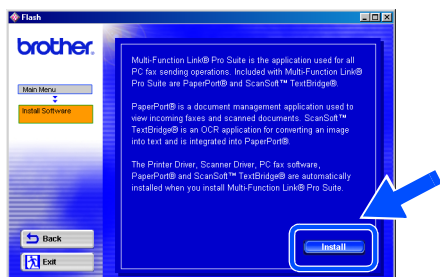 Flash
brother.
Main Menu
Install Software
Multi-Function Link® Pro Suite is the application used for all
PC fax sending operations. Included with Multi-Function Link®
Pro Suite are PaperPort® and ScanSoft™ TextBridge®.
PaperPort® is a document management application used to
view incoming faxes and scanned documents. ScanSoft™
TextBridge® is an OCR application for converting an image
into text and is integrated into PaperPort®.
The Printer Driver, Scanner Driver, PC fax software,
PaperPort® and ScanSoft™ TextBridge® are automatically
installed when you install Multi-Function Link® Pro Suite.
Back
Install
Exit